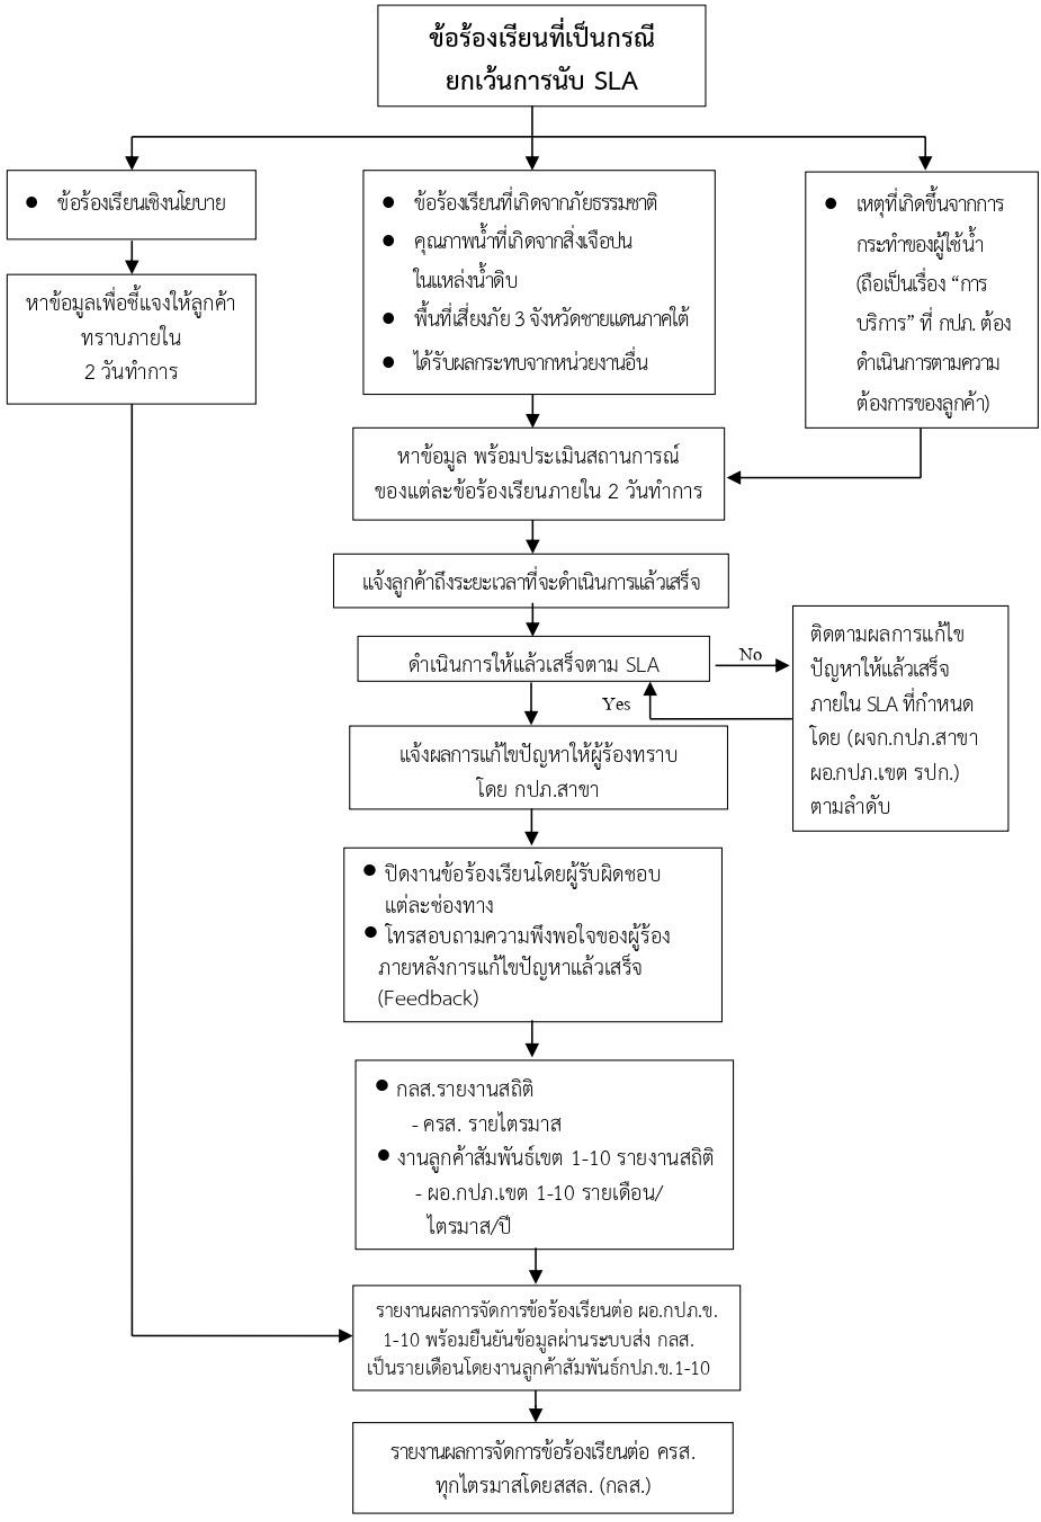 ข้อร้องเรียนที่เป็นกรณี
ยกเว้นการนับ SLA
● ข้อร้องเรียนเชิงนโยบาย
หาข้อมูลเพื่อชี้แจงให้ลูกค้า
ทราบภายใน
2 วันทำการ
● ข้อร้องเรียนที่เกิดจากภัยธรรมชาติ
● คุณภาพน้ำที่เกิดจากสิ่งเจือปน
ในแหล่งน้ำดิบ
● พื้นที่เสี่ยงภัย 3 จังหวัดชายแดนภาคใต้
● ได้รับผลกระทบจากหน่วยงานอื่น
● เหตุที่เกิดขึ้นจากการ
กระทำของผู้ใช้น้ำ
(ถือเป็นเรื่อง “การ
บริการ” ที่ กปภ. ต้อง
ดำเนินการตามความ
ต้องการของลูกค้า)
หาข้อมูล พร้อมประเมินสถานการณ์
ของแต่ละข้อร้องเรียนภายใน 2 วันทำการ
แจ้งลูกค้าถึงระยะเวลาที่จะดำเนินการแล้วเสร็จ
ดำเนินการให้แล้วเสร็จตาม SLA
No
Yes
ติดตามผลการแก้ไข
ปัญหาให้แล้วเสร็จ
ภายใน SLA ที่กำหนด
โดย (ผจก.กปภ.สาขา
ผอ.กปภ.เขต รปก.)
ตามลำดับ
แจ้งผลการแก้ไขปัญหาให้ผู้ร้องทราบ
โดย กปภ.สาขา
● ปิดงานข้อร้องเรียนโดยผู้รับผิดชอบ
แต่ละช่องทาง
● โทรสอบถามความพึงพอใจของผู้ร้อง
ภายหลังการแก้ไขปัญหาแล้วเสร็จ
(Feedback)
● กลส.รายงานสถิติ
- ครส. รายไตรมาส
● งานลูกค้าสัมพันธ์เขต 1-10 รายงานสถิติ
- ผอ.กปภ.เขต 1-10 รายเดือน/
ไตรมาส/ปี
รายงานผลการจัดการข้อร้องเรียนต่อ ผอ.กปภ.ข.
1-10 พร้อมยืนยันข้อมูลผ่านระบบส่ง กลส.
เป็นรายเดือนโดยงานลูกค้าสัมพันธ์กปภ.ข.1-10
รายงานผลการจัดการข้อร้องเรียนต่อ ครส.
ทุกไตรมาสโดยสสล. (กลส.)